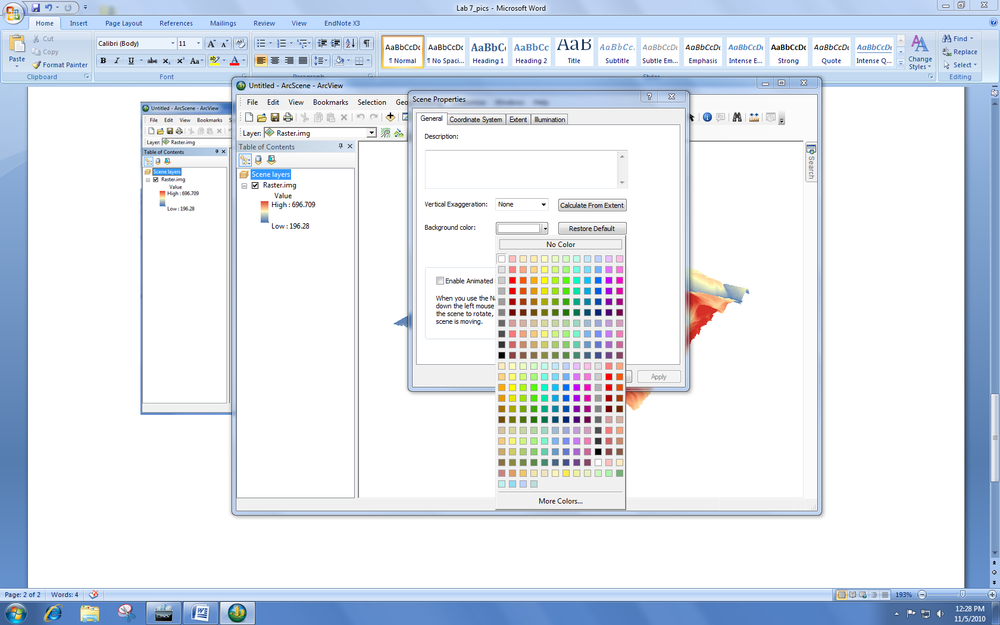 Lab 7_pics - Microsoft Word
Home Insert Page Layout References Mailings Review View EndNote X3
Paste
Cut
Copy
Format Painter
Clipboard
Calibri (Body) 11
B I U abc X₂ X² Aa
Font
Paragraph
AaBbCcDc AaBbCcDc AaBbC AaBbCc AaB AaBbCc. AaBbCcDc AaBbCcDc AaBbCcDc AaBbCcDc AaBbCcDc AaBbCcDc
¶ Normal ¶ No Spaci... Heading 1 Heading 2 Title Subtitle Subtle Em... Emphasis Intense E... Strong Quote Intense Q...
Change Styles
Styles
Find
Replace
Select
Editing
Untitled - ArcScene - ArcView
File Edit View Bookmarks
Layer: Raster.img
Table of Contents
Scene layers
Raster.img
Value
High : 696.709
Low : 196.28
Untitled - ArcScene - ArcView
File Edit View Bookmarks Selection
Layer: Raster.img
Table of Contents
Scene layers
Raster.img
Value
High : 696.709
Low : 196.28
Search
Scene Properties
General Coordinate System Extent Illumination
Description:
Vertical Exaggeration: None Calculate From Extent
Background color: Restore Default
No Color
Enable Animated
When you use the Na
down the left mouse
the scene to rotate,
scene is moving.
Apply
More Colors...
Page: 2 of 2 Words: 4
193%
12:28 PM
11/5/2010